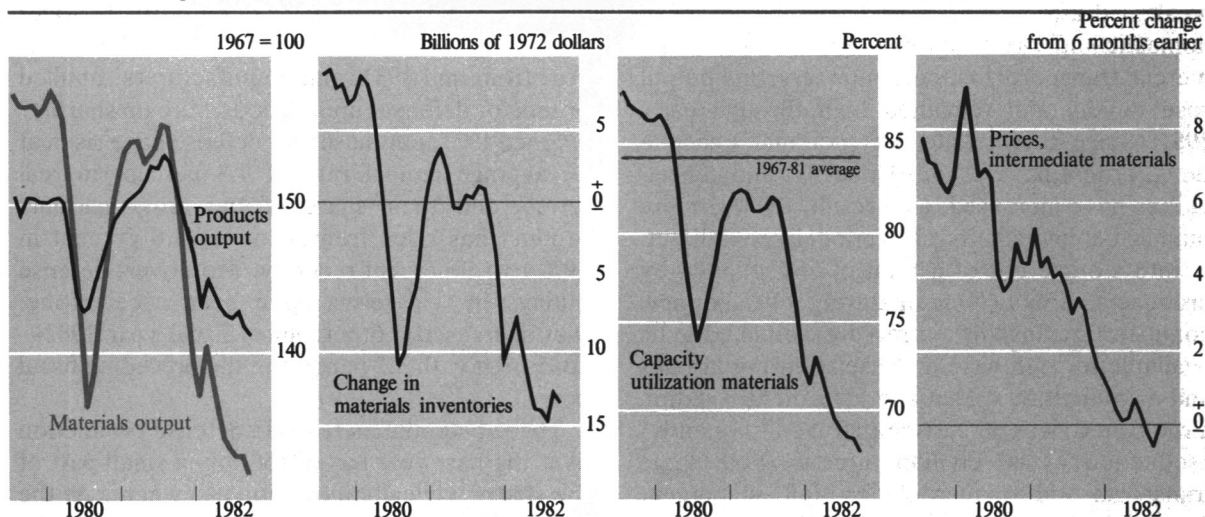 1967 = 100
150
140
Products
output
Materials output
1980
1982
Billions of 1972 dollars
5
+
0
–
5
10
15
Change in
materials inventories
1980
1982
Percent
85
80
75
70
1967-81 average
Capacity
utilization materials
1980
1982
Percent change
from 6 months earlier
8
6
4
2
+
0
–
Prices,
intermediate materials
1980
1982